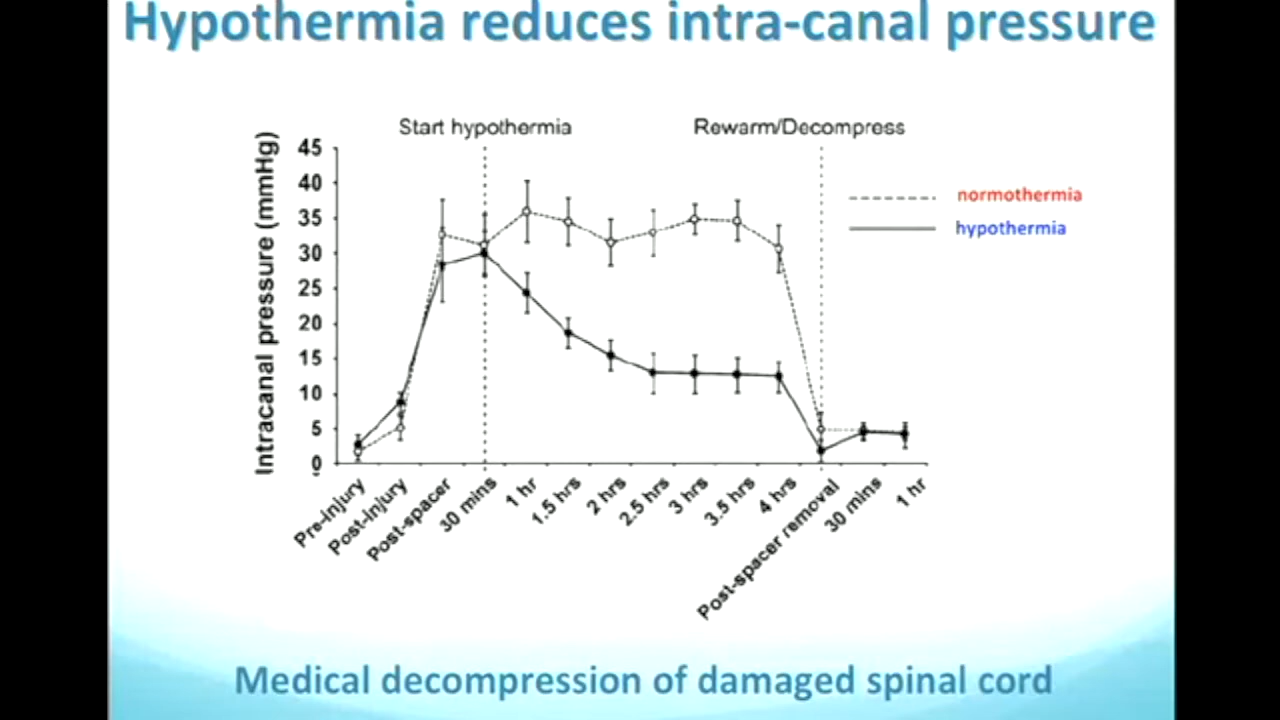 Hypothermia reduces intra-canal pressure
Start hypothermia
Rewarm/Decompress
Intracanal pressure (mmHg)
45
40
35
30
25
20
15
10
5
0
normothermia
hypothermia
Pre-injury
Post-injury
Post-spacer
30 mins
1 hr
1.5 hrs
2 hrs
2.5 hrs
3 hrs
3.5 hrs
4 hrs
Post-spacer removal
30 mins
1 hr
Medical decompression of damaged spinal cord